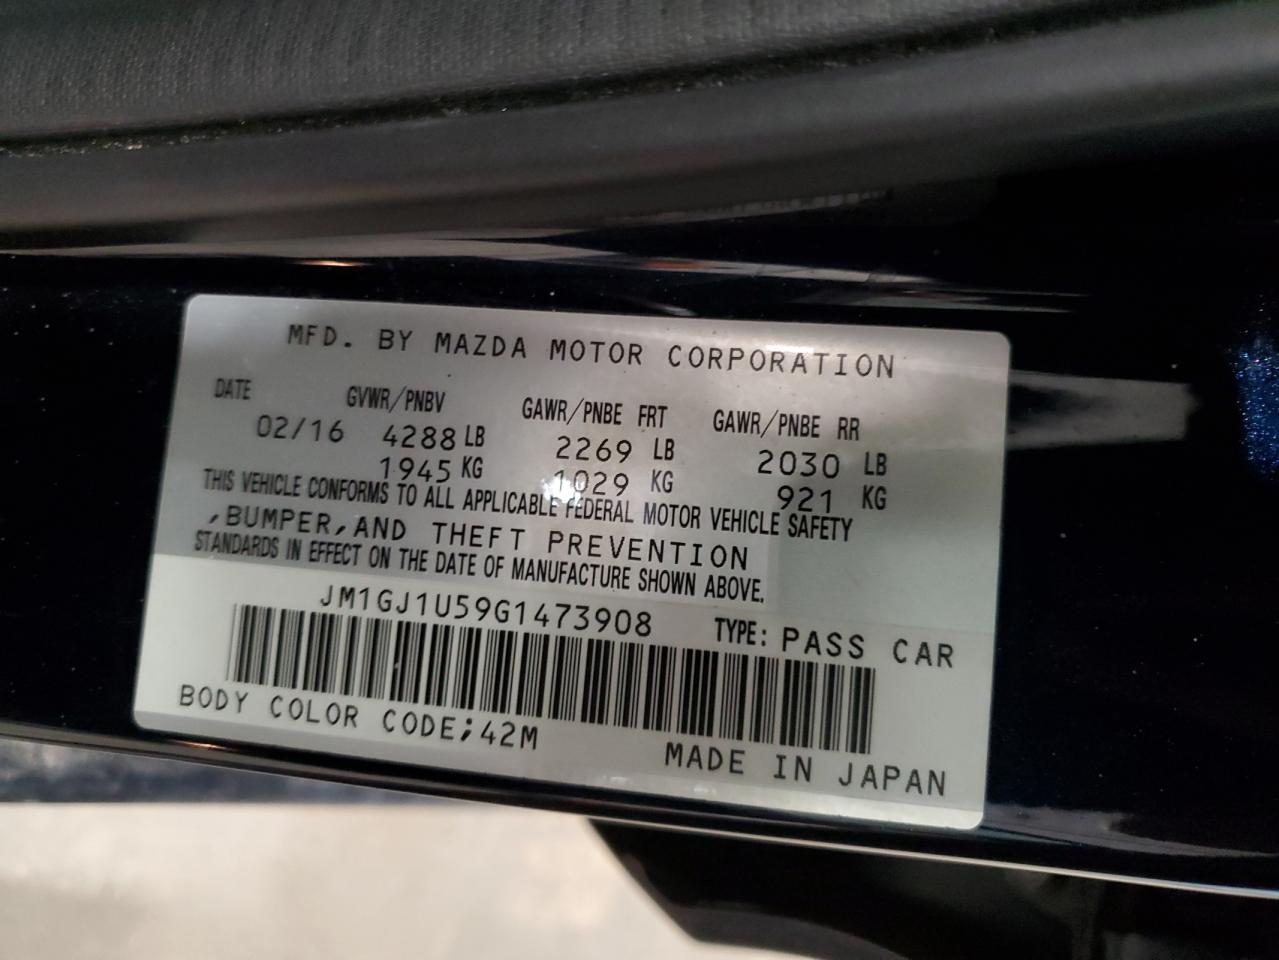 MFD. BY MAZDA MOTOR CORPORATION
DATE GVWR/PNBV GAWR/PNBE FRT GAWR/PNBE RR
02/16 4288 LB 2269 LB 2030 LB
1945 KG 1029 KG 921 KG
THIS VEHICLE CONFORMS TO ALL APPLICABLE FEDERAL MOTOR VEHICLE SAFETY
,BUMPER,AND THEFT PREVENTION
STANDARDS IN EFFECT ON THE DATE OF MANUFACTURE SHOWN ABOVE.
JM1GJ1U59G1473908 TYPE: PASS CAR
BODY COLOR CODE;42M MADE IN JAPAN